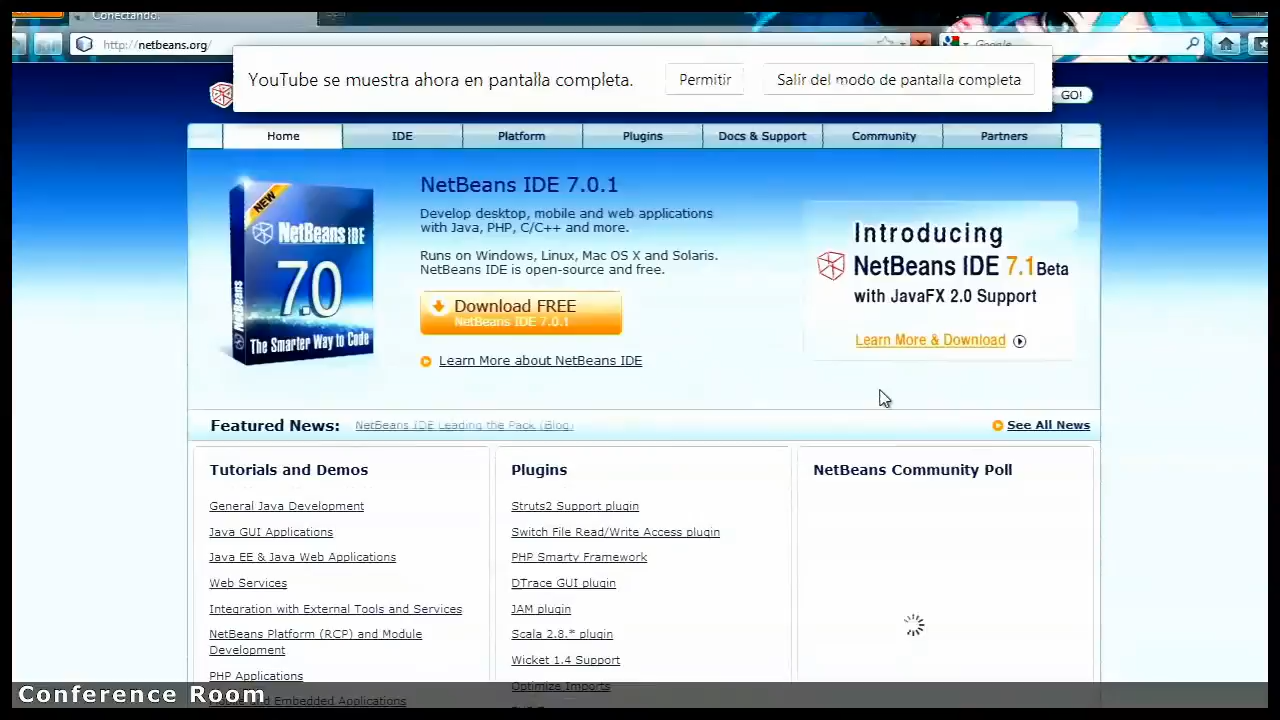 Conectando.
http://netbeans.org/
Google
YouTube se muestra ahora en pantalla completa.
Permitir
Salir del modo de pantalla completa
GO!
Home
IDE
Platform
Plugins
Docs & Support
Community
Partners
NEW
NetBeans IDE
7.0
NetBeans IDE
The Smarter Way to Code
NetBeans IDE 7.0.1
Develop desktop, mobile and web applications
with Java, PHP, C/C++ and more.
Runs on Windows, Linux, Mac OS X and Solaris.
NetBeans IDE is open-source and free.
Download FREE
NetBeans IDE 7.0.1
Learn More about NetBeans IDE
Introducing
NetBeans IDE 7.1 Beta
with JavaFX 2.0 Support
Learn More & Download
Featured News:
NetBeans IDE Leading the Pack (Blog)
See All News
Tutorials and Demos
General Java Development
Java GUI Applications
Java EE & Java Web Applications
Web Services
Integration with External Tools and Services
NetBeans Platform (RCP) and Module
Development
PHP Applications
Embedded Applications
Plugins
Struts2 Support plugin
Switch File Read/Write Access plugin
PHP Smarty Framework
DTrace GUI plugin
JAM plugin
Scala 2.8.* plugin
Wicket 1.4 Support
Optimize Imports
NetBeans Community Poll
Conference Room